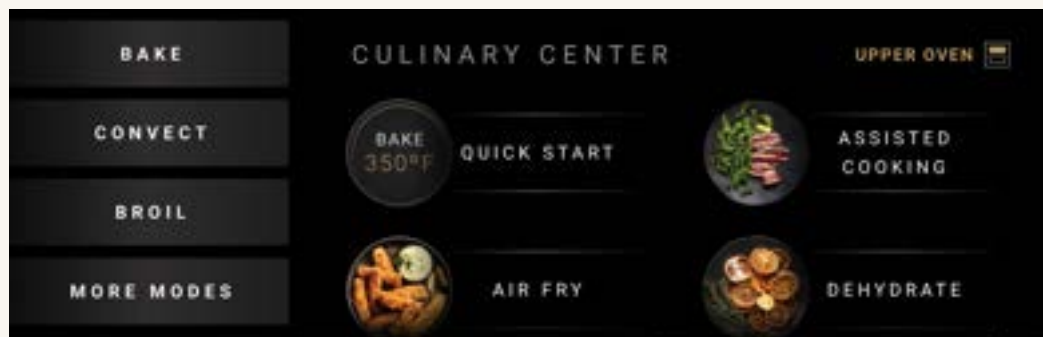 BAKE
CONVECT
BROIL
MORE MODES
CULINARY CENTER
UPPER OVEN
BAKE
350°F
QUICK START
ASSISTED
COOKING
AIR FRY
DEHYDRATE